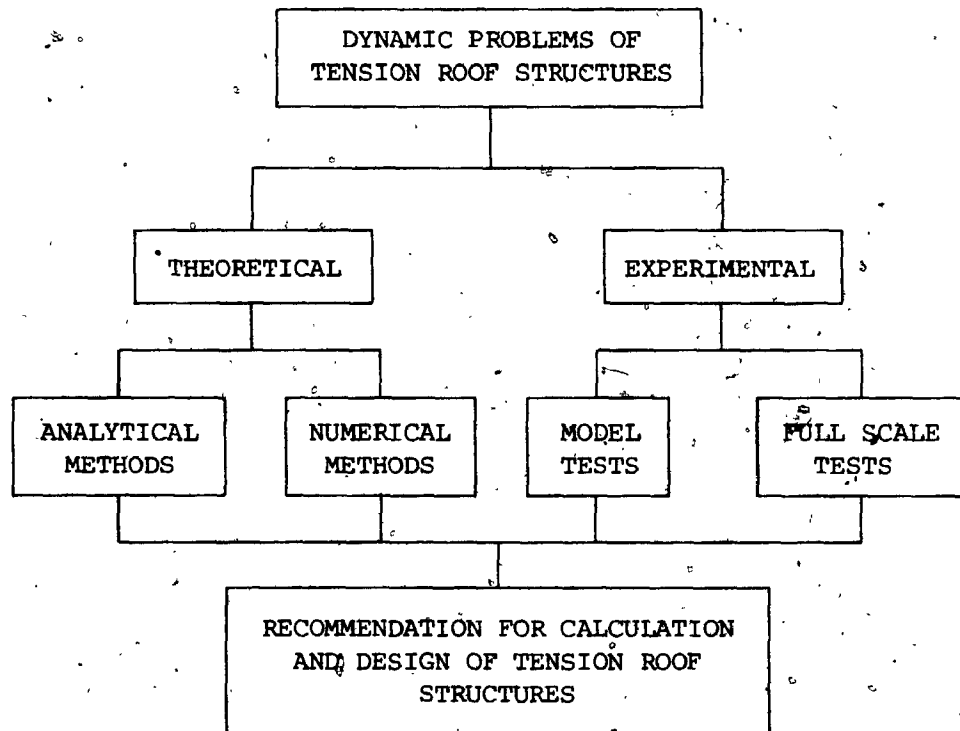 DYNAMIC PROBLEMS OF
TENSION ROOF STRUCTURES
THEORETICAL
EXPERIMENTAL
ANALYTICAL
METHODS
NUMERICAL
METHODS
MODEL
TESTS
FULL SCALE
TESTS
RECOMMENDATION FOR CALCULATION
AND DESIGN OF TENSION ROOF
STRUCTURES